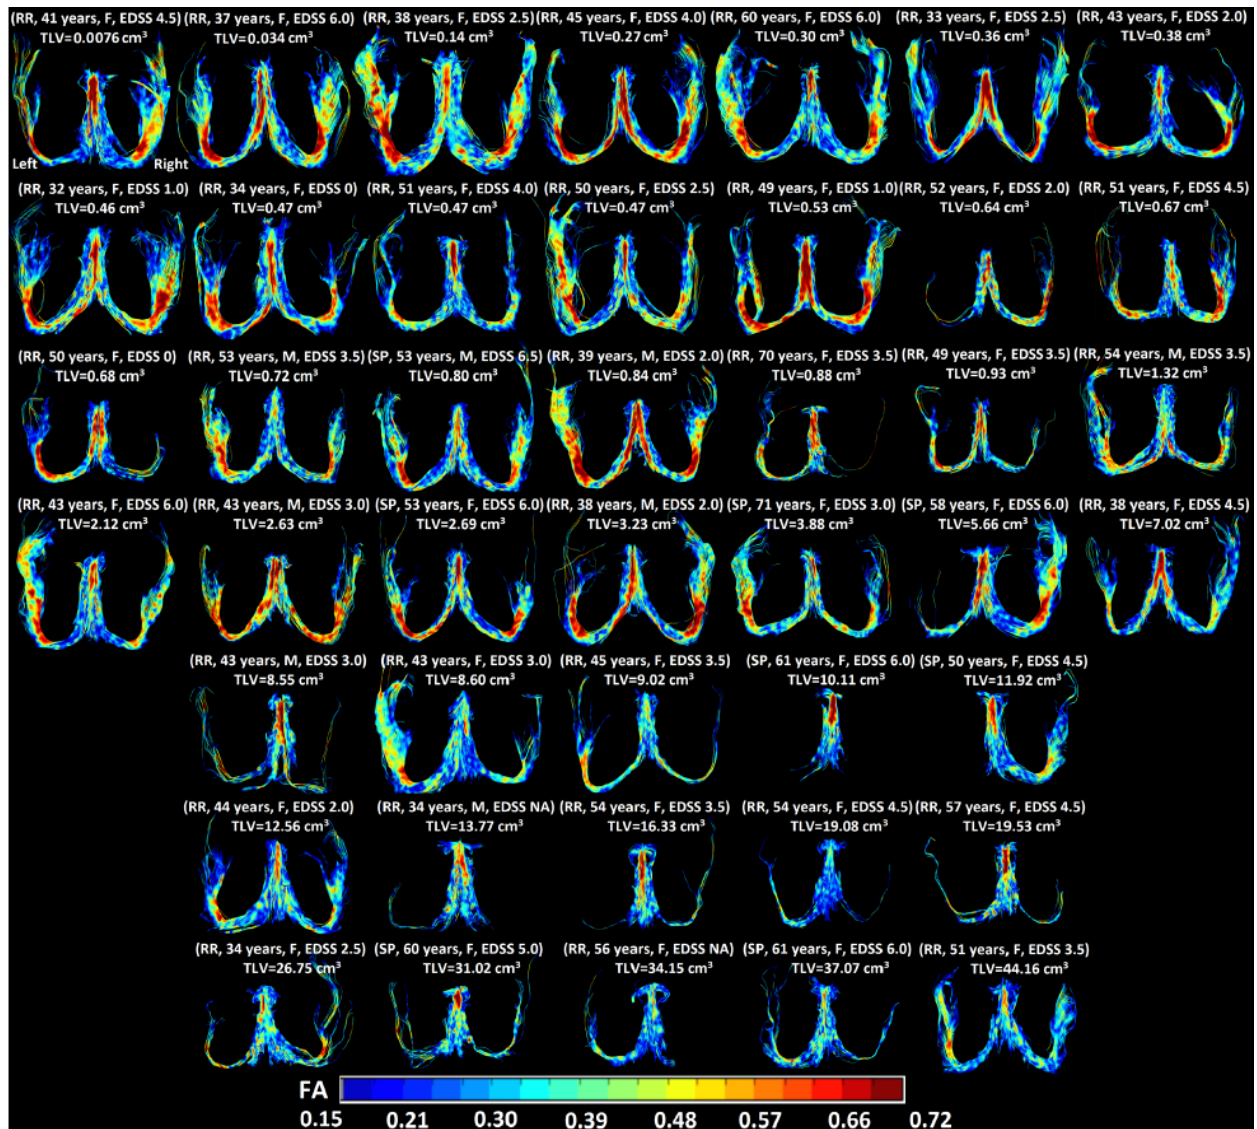 (RR, 41 years, F, EDSS 4.5) (RR, 37 years, F, EDSS 6.0) (RR, 38 years, F, EDSS 2.5) (RR, 45 years, F, EDSS 4.0) (RR, 60 years, F, EDSS 6.0) (RR, 33 years, F, EDSS 2.5) (RR, 43 years, F, EDSS 2.0)
TLV=0.0076 cm³ TLV=0.034 cm³ TLV=0.14 cm³ TLV=0.27 cm³ TLV=0.30 cm³ TLV=0.36 cm³ TLV=0.38 cm³
Left Right
(RR, 32 years, F, EDSS 1.0) (RR, 34 years, F, EDSS 0) (RR, 51 years, F, EDSS 4.0) (RR, 50 years, F, EDSS 2.5) (RR, 49 years, F, EDSS 1.0) (RR, 52 years, F, EDSS 2.0) (RR, 51 years, F, EDSS 4.5)
TLV=0.46 cm³ TLV=0.47 cm³ TLV=0.47 cm³ TLV=0.47 cm³ TLV=0.53 cm³ TLV=0.64 cm³ TLV=0.67 cm³
(RR, 50 years, F, EDSS 0) (RR, 53 years, M, EDSS 3.5) (SP, 53 years, M, EDSS 6.5) (RR, 39 years, M, EDSS 2.0) (RR, 70 years, F, EDSS 3.5) (RR, 49 years, F, EDSS 3.5) (RR, 54 years, M, EDSS 3.5)
TLV=0.68 cm³ TLV=0.72 cm³ TLV=0.80 cm³ TLV=0.84 cm³ TLV=0.88 cm³ TLV=0.93 cm³ TLV=1.32 cm³
(RR, 43 years, F, EDSS 6.0) (RR, 43 years, M, EDSS 3.0) (SP, 53 years, F, EDSS 6.0) (RR, 38 years, M, EDSS 2.0) (SP, 71 years, F, EDSS 3.0) (SP, 58 years, F, EDSS 6.0) (RR, 38 years, F, EDSS 4.5)
TLV=2.12 cm³ TLV=2.63 cm³ TLV=2.69 cm³ TLV=3.23 cm³ TLV=3.88 cm³ TLV=5.66 cm³ TLV=7.02 cm³
(RR, 43 years, M, EDSS 3.0) (RR, 43 years, F, EDSS 3.0) (RR, 45 years, F, EDSS 3.5) (SP, 61 years, F, EDSS 6.0) (SP, 50 years, F, EDSS 4.5)
TLV=8.55 cm³ TLV=8.60 cm³ TLV=9.02 cm³ TLV=10.11 cm³ TLV=11.92 cm³
(RR, 44 years, F, EDSS 2.0) (RR, 34 years, M, EDSS NA) (RR, 54 years, F, EDSS 3.5) (RR, 54 years, F, EDSS 4.5) (RR, 57 years, F, EDSS 4.5)
TLV=12.56 cm³ TLV=13.77 cm³ TLV=16.33 cm³ TLV=19.08 cm³ TLV=19.53 cm³
(RR, 34 years, F, EDSS 2.5) (SP, 60 years, F, EDSS 5.0) (RR, 56 years, F, EDSS NA) (SP, 61 years, F, EDSS 6.0) (RR, 51 years, F, EDSS 3.5)
TLV=26.75 cm³ TLV=31.02 cm³ TLV=34.15 cm³ TLV=37.07 cm³ TLV=44.16 cm³
FA
0.15 0.21 0.30 0.39 0.48 0.57 0.66 0.72